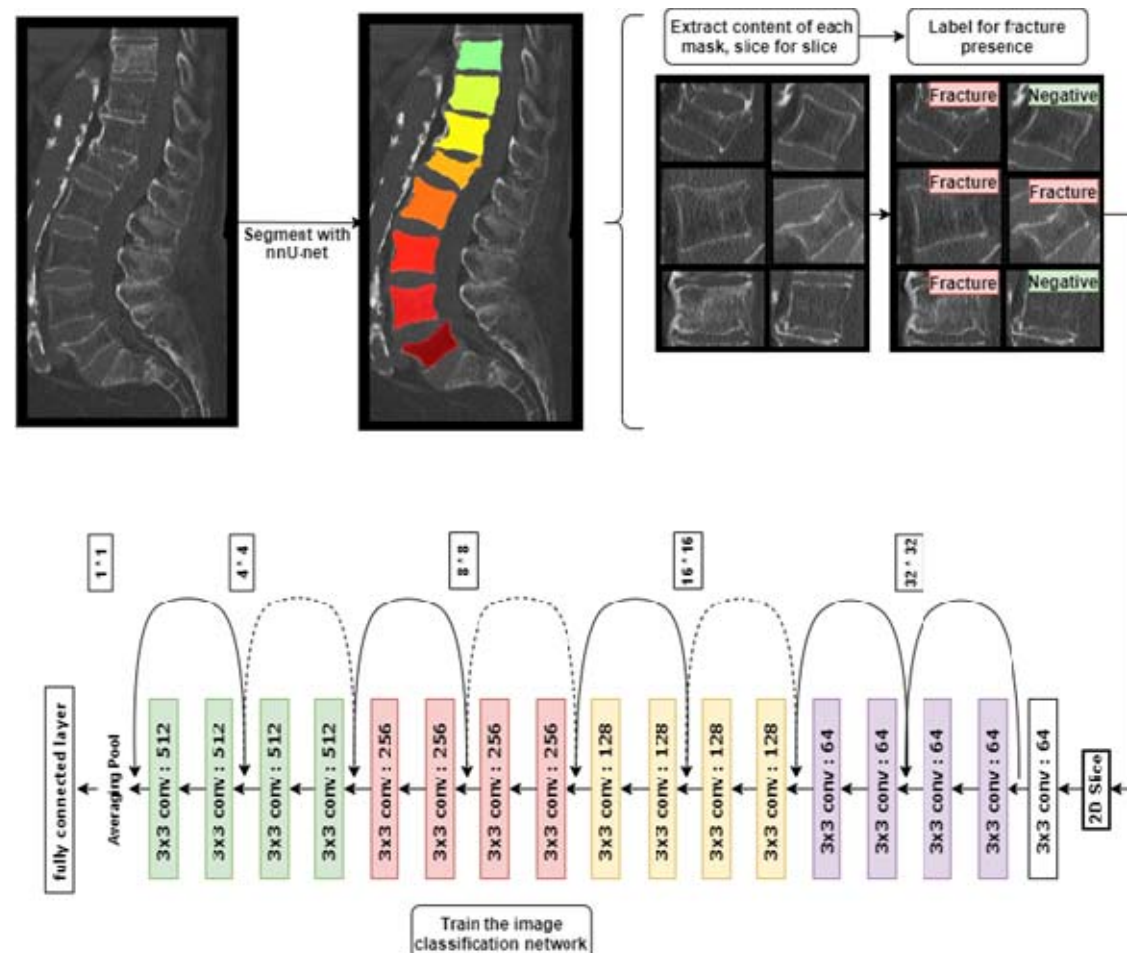 Extract content of each
mask, slice for slice
Label for fracture
presence
Segment with
nnU-net
Fracture
Negative
Fracture
Fracture
Fracture
Negative
1 * 1
4 * 4
8 * 8
16 * 16
32 * 32
fully connected layer
Averaging Pool
3x3 conv : 512
3x3 conv : 512
3x3 conv : 512
3x3 conv : 512
3x3 conv : 256
3x3 conv : 256
3x3 conv : 256
3x3 conv : 256
3x3 conv : 128
3x3 conv : 128
3x3 conv : 128
3x3 conv : 128
3x3 conv : 64
3x3 conv : 64
3x3 conv : 64
3x3 conv : 64
3x3 conv : 64
2D Slice
Train the image
classification network